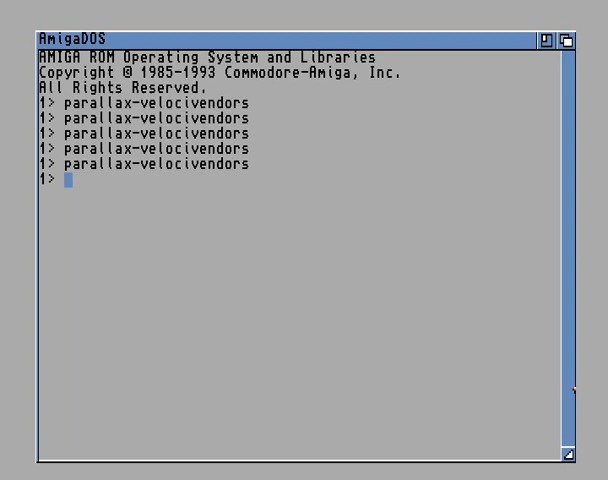 AmigaDOS
AMIGA ROM Operating System and Libraries
Copyright © 1985-1993 Commodore-Amiga, Inc.
All Rights Reserved.
1> parallax-velocivendors
1> parallax-velocivendors
1> parallax-velocivendors
1> parallax-velocivendors
1> parallax-velocivendors
1>